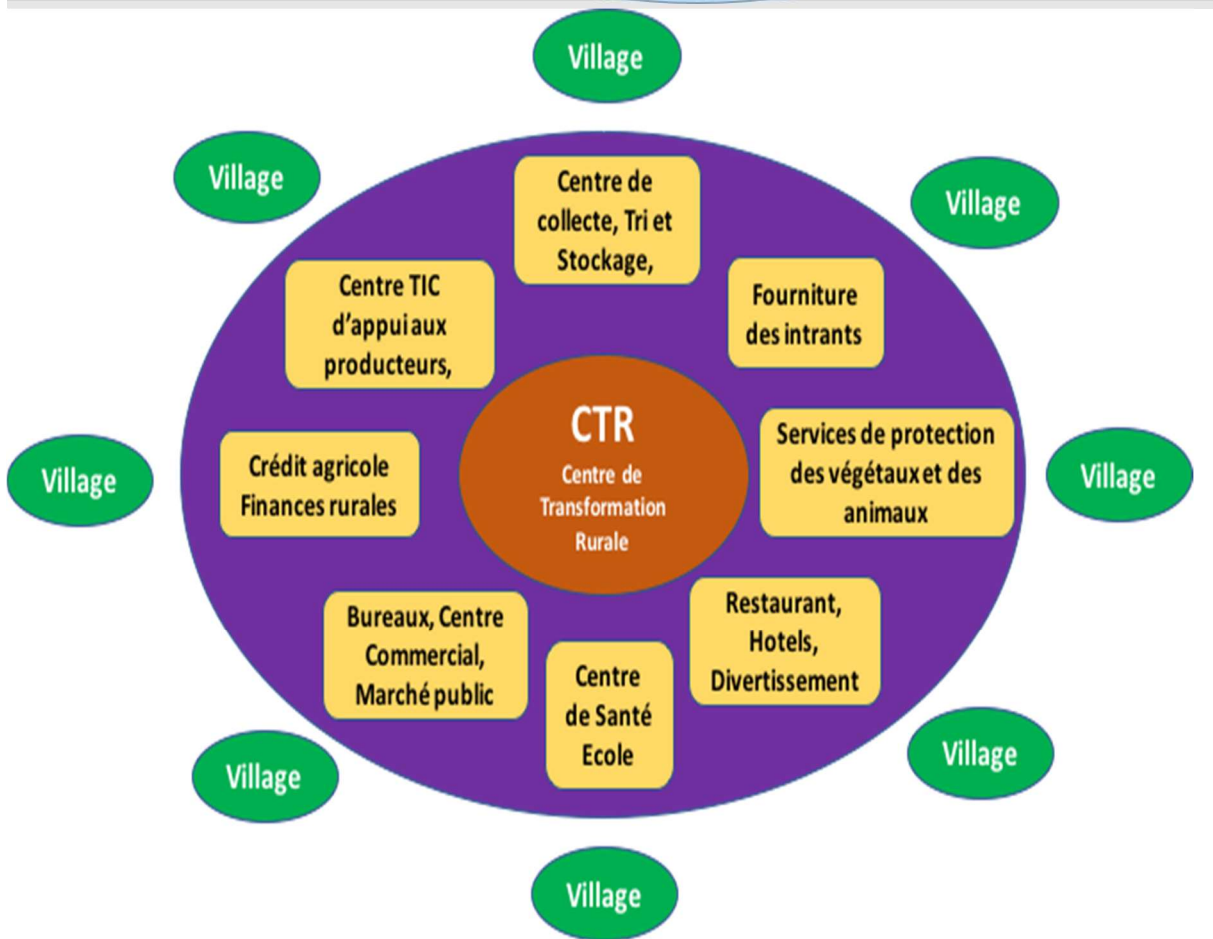 Village
Village
Village
Centre de
collecte, Tri et
Stockage,
Centre TIC
d'appui aux
producteurs,
Fourniture
des intrants
CTR
Centre de
Transformation
Rurale
Services de protection
des végétaux et des
animaux
Crédit agricole
Finances rurales
Village
Village
Bureaux, Centre
Commercial,
Marché public
Centre
de Santé
Ecole
Restaurant,
Hotels,
Divertissement
Village
Village
Village